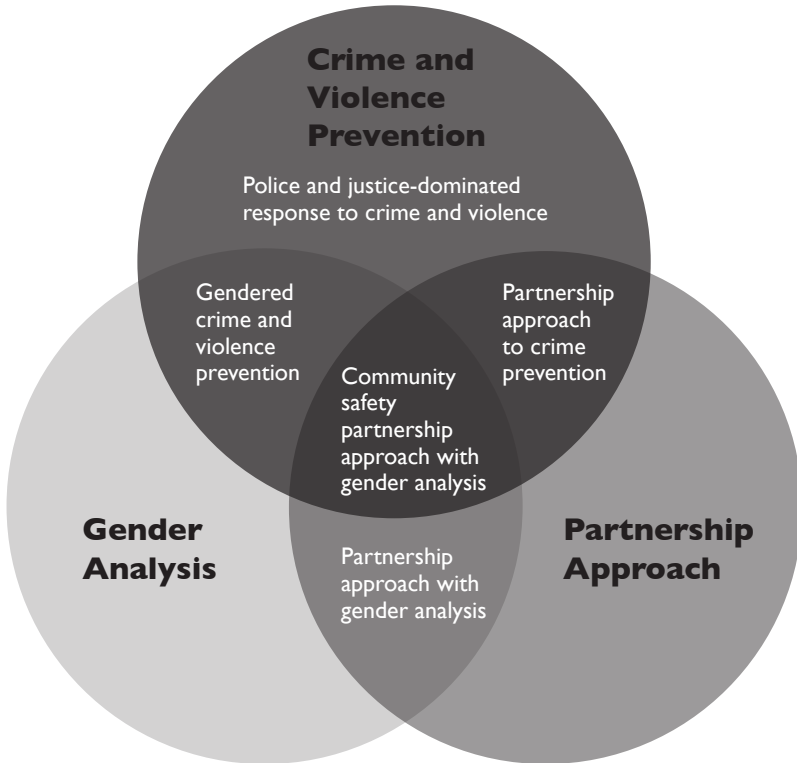 Crime and
Violence
Prevention
Police and justice-dominated
response to crime and violence
Gendered
crime and
violence
prevention
Partnership
approach
to crime
prevention
Community
safety
partnership
approach with
gender analysis
Gender
Analysis
Partnership
Approach
Partnership
approach with
gender analysis